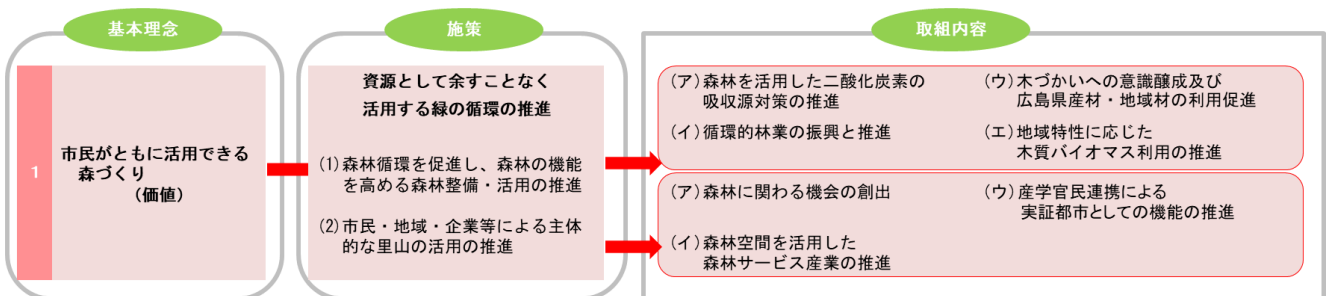 基本理念
施策
取組内容
1
市民がともに活用できる
森づくり
(価値)
資源として余すことなく
活用する緑の循環の推進
(1)森林循環を促進し、森林の機能
を高める森林整備・活用の推進
(2)市民・地域・企業等による主体
的な里山の活用の推進
(ア)森林を活用した二酸化炭素の
吸収源対策の推進
(イ)循環的林業の振興と推進
(ウ)木づかいへの意識醸成及び
広島県産材・地域材の利用促進
(エ)地域特性に応じた
木質バイオマス利用の推進
(ア)森林に関わる機会の創出
(イ)森林空間を活用した
森林サービス産業の推進
(ウ)産学官民連携による
実証都市としての機能の推進